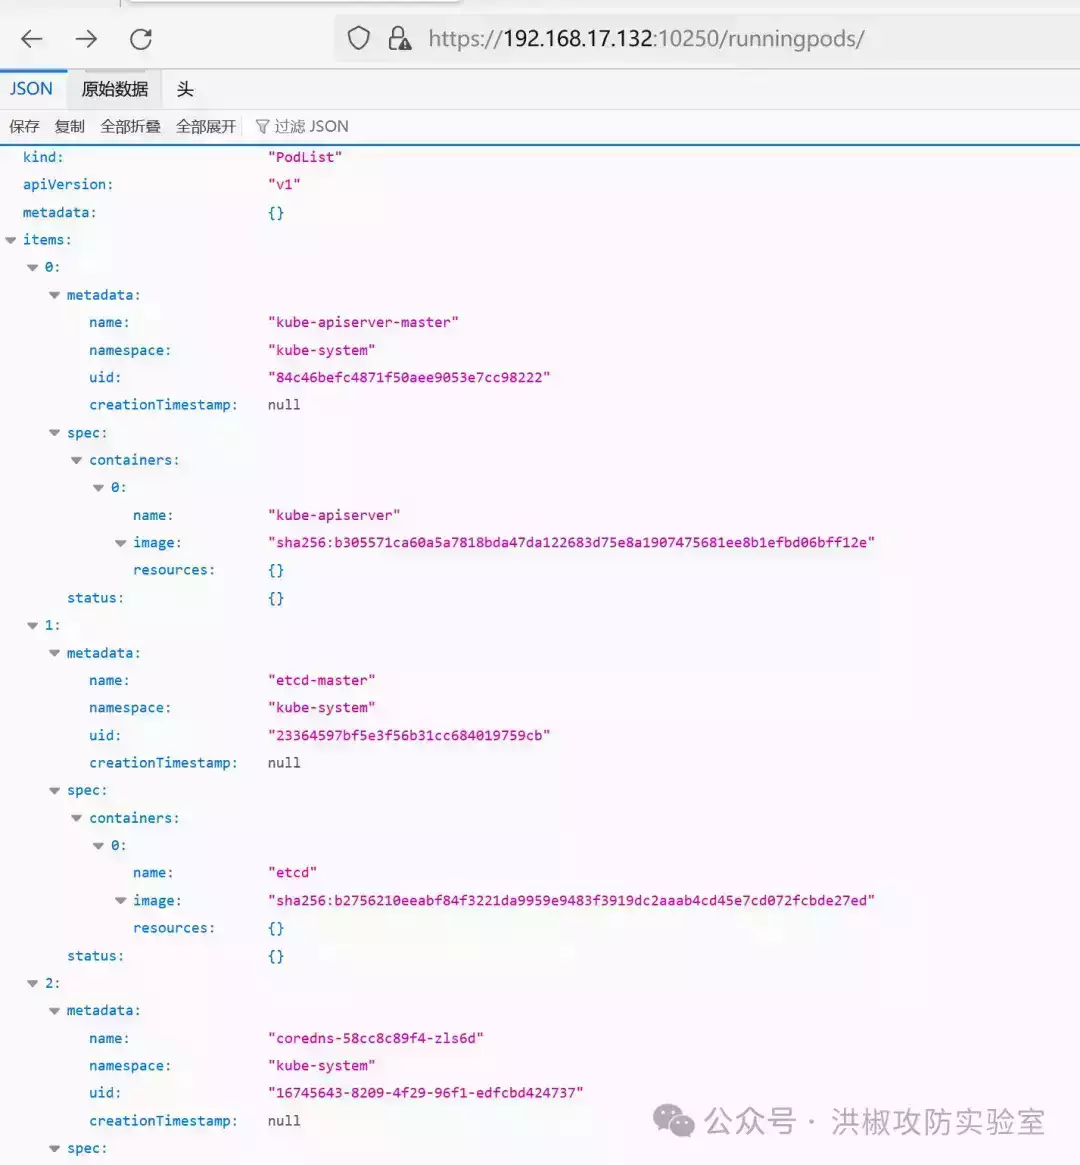 https://192.168.17.132:10250/runningpods/
JSON 原始数据 头
保存 复制 全部折叠 全部展开 过滤 JSON
kind: "PodList"
apiVersion: "v1"
metadata: {}
items:
0:
metadata:
name: "kube-apiserver-master"
namespace: "kube-system"
uid: "84c46befc4871f50aee9053e7cc98222"
creationTimestamp: null
spec:
containers:
0:
name: "kube-apiserver"
image: "sha256:b305571ca60a5a7818bda47da122683d75e8a1907475681ee8b1efbd06bff12e"
resources: {}
status: {}
1:
metadata:
name: "etcd-master"
namespace: "kube-system"
uid: "23364597bf5e3f56b31cc684019759cb"
creationTimestamp: null
spec:
containers:
0:
name: "etcd"
image: "sha256:b2756210eeabf84f3221da9959e9483f3919dc2aaab4cd45e7cd072fcbde27ed"
resources: {}
status: {}
2:
metadata:
name: "coredns-58cc8c89f4-zls6d"
namespace: "kube-system"
uid: "16745643-8209-4f29-96f1-edfcbd424737"
creationTimestamp: null
spec:
公众号 · 洪椒攻防实验室